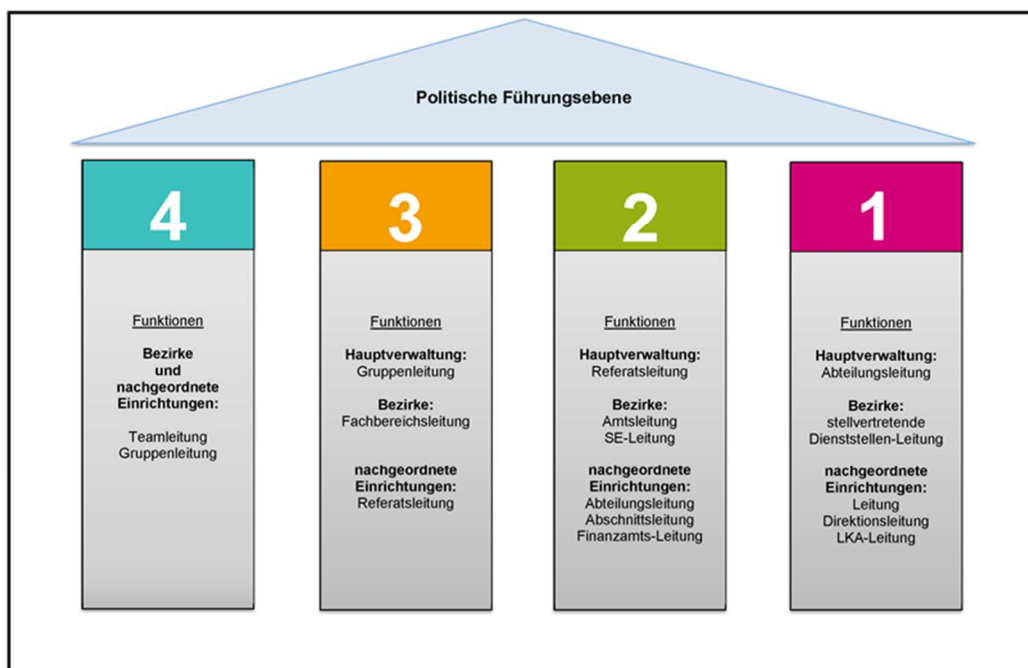 Politische Führungsebene
4
Funktionen
Bezirke
und
nachgeordnete
Einrichtungen:
Teamleitung
Gruppenleitung
3
Funktionen
Hauptverwaltung:
Gruppenleitung
Bezirke:
Fachbereichsleitung
nachgeordnete
Einrichtungen:
Referatsleitung
2
Funktionen
Hauptverwaltung:
Referatsleitung
Bezirke:
Amtsleitung
SE-Leitung
nachgeordnete
Einrichtungen:
Abteilungsleitung
Abschnittsleitung
Finanzamts-Leitung
1
Funktionen
Hauptverwaltung:
Abteilungsleitung
Bezirke:
stellvertretende
Dienststellen-Leitung
nachgeordnete
Einrichtungen:
Leitung
Direktionsleitung
LKA-Leitung